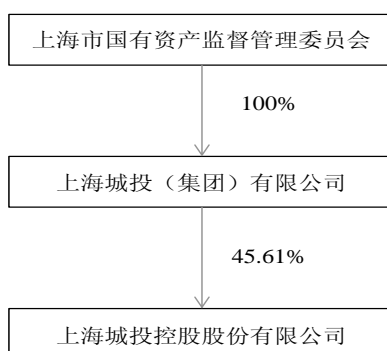 上海市国有资产监督管理委员会
100%
上海城投（集团）有限公司
45.61%
上海城投控股股份有限公司